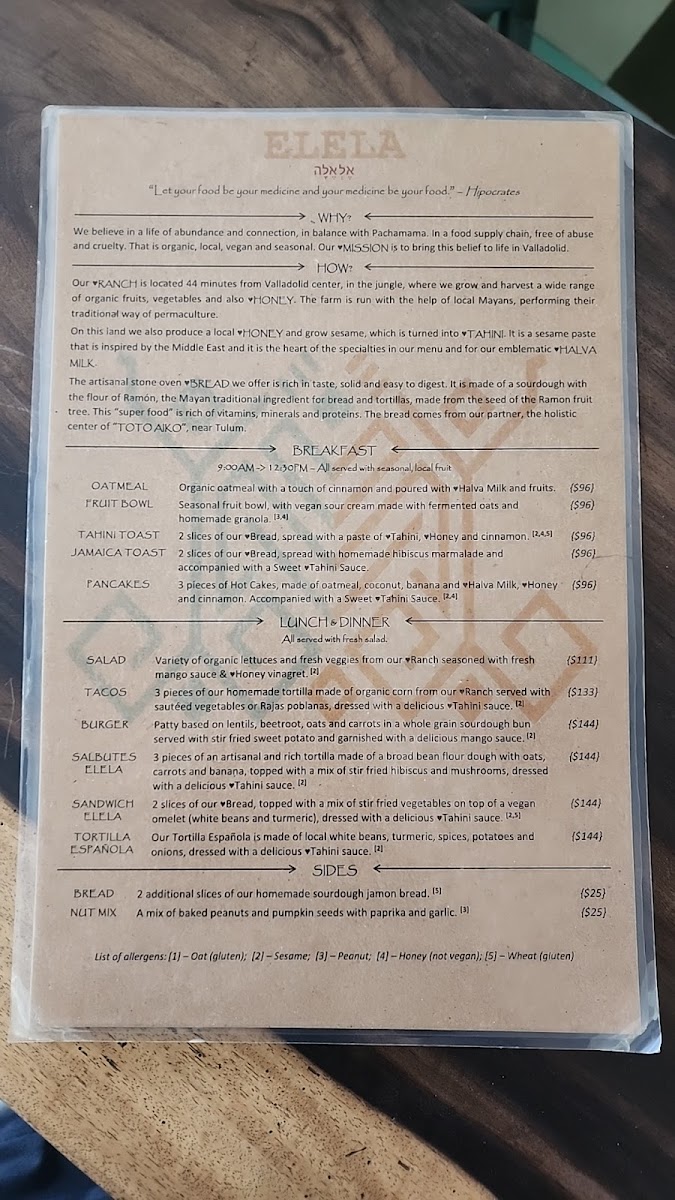 ELELA
אלאלה
"Let your food be your medicine and your medicine be your food." – Hipocrates
WHY?
We believe in a life of abundance and connection, in balance with Pachamama. In a food supply chain, free of abuse
and cruelty. That is organic, local, vegan and seasonal. Our ♥MISSION is to bring this belief to life in Valladolid.
HOW?
Our ♥RANCH is located 44 minutes from Valladolid center, in the jungle, where we grow and harvest a wide range
of organic fruits, vegetables and also ♥HONEY. The farm is run with the help of local Mayans, performing their
traditional way of permaculture.
On this land we also produce a local ♥HONEY and grow sesame, which is turned into ♥TAHINI. It is a sesame paste
that is inspired by the Middle East and it is the heart of the specialties in our menu and for our emblematic ♥HALVA
MILK.
The artisanal stone oven ♥BREAD we offer is rich in taste, solid and easy to digest. It is made of a sourdough with
the flour of Ramón, the Mayan traditional ingredient for bread and tortillas, made from the seed of the Ramon fruit
tree. This "super food" is rich of vitamins, minerals and proteins. The bread comes from our partner, the holistic
center of "TOTO AIKO", near Tulum.
BREAKFAST
9:00AM -> 12:30PM – All served with seasonal, local fruit
OATMEAL Organic oatmeal with a touch of cinnamon and poured with ♥Halva Milk and fruits. {$96}
FRUIT BOWL Seasonal fruit bowl, with vegan sour cream made with fermented oats and {$96}
homemade granola. [3,4]
TAHINI TOAST 2 slices of our ♥Bread, spread with a paste of ♥Tahini, ♥Honey and cinnamon. [2,4,5] {$96}
JAMAICA TOAST 2 slices of our ♥Bread, spread with homemade hibiscus marmalade and {$96}
accompanied with a Sweet ♥Tahini Sauce.
PANCAKES 3 pieces of Hot Cakes, made of oatmeal, coconut, banana and ♥Halva Milk, ♥Honey {$96}
and cinnamon. Accompanied with a Sweet ♥Tahini Sauce. [2,4]
LUNCH & DINNER
All served with fresh salad.
SALAD Variety of organic lettuces and fresh veggies from our ♥Ranch seasoned with fresh {$111}
mango sauce & ♥Honey vinagret. [2]
TACOS 3 pieces of our homemade tortilla made of organic corn from our ♥Ranch served with {$133}
sautéed vegetables or Rajas poblanas, dressed with a delicious ♥Tahini sauce. [2]
BURGER Patty based on lentils, beetroot, oats and carrots in a whole grain sourdough bun {$144}
served with stir fried sweet potato and garnished with a delicious mango sauce. [2]
SALBUTES 3 pieces of an artisanal and rich tortilla made of a broad bean flour dough with oats, {$144}
ELELA carrots and banana, topped with a mix of stir fried hibiscus and mushrooms, dressed
with a delicious ♥Tahini sauce. [2]
SANDWICH 2 slices of our ♥Bread, topped with a mix of stir fried vegetables on top of a vegan {$144}
ELELA omelet (white beans and turmeric), dressed with a delicious ♥Tahini sauce. [2,5]
TORTILLA Our Tortilla Española is made of local white beans, turmeric, spices, potatoes and {$144}
ESPAÑOLA onions, dressed with a delicious ♥Tahini sauce. [2]
SIDES
BREAD 2 additional slices of our homemade sourdough jamon bread. [5] {$25}
NUT MIX A mix of baked peanuts and pumpkin seeds with paprika and garlic. [3] {$25}
List of allergens: [1] – Oat (gluten); [2] – Sesame; [3] – Peanut; [4] – Honey (not vegan); [5] – Wheat (gluten)